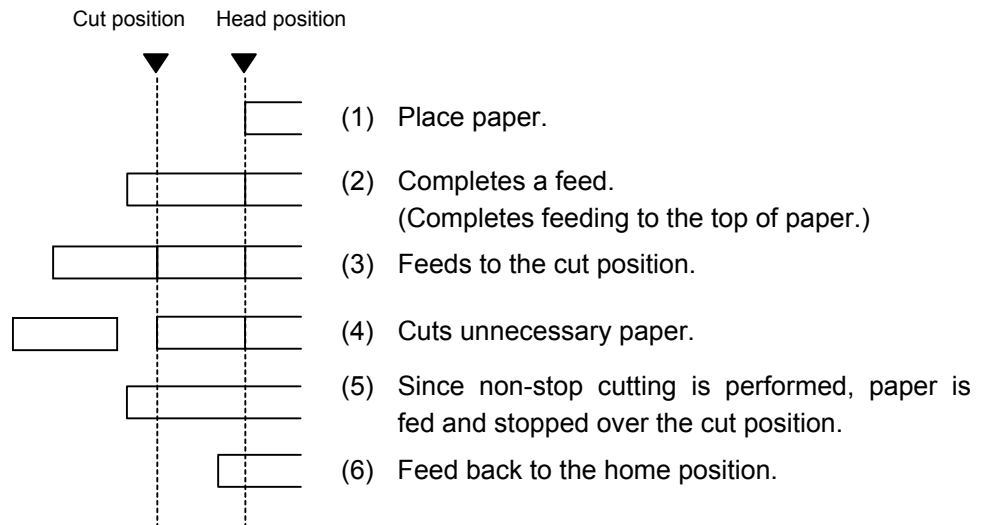 Cut position Head position
(1) Place paper.
(2) Completes a feed.
(Completes feeding to the top of paper.)
(3) Feeds to the cut position.
(4) Cuts unnecessary paper.
(5) Since non-stop cutting is performed, paper is
fed and stopped over the cut position.
(6) Feed back to the home position.